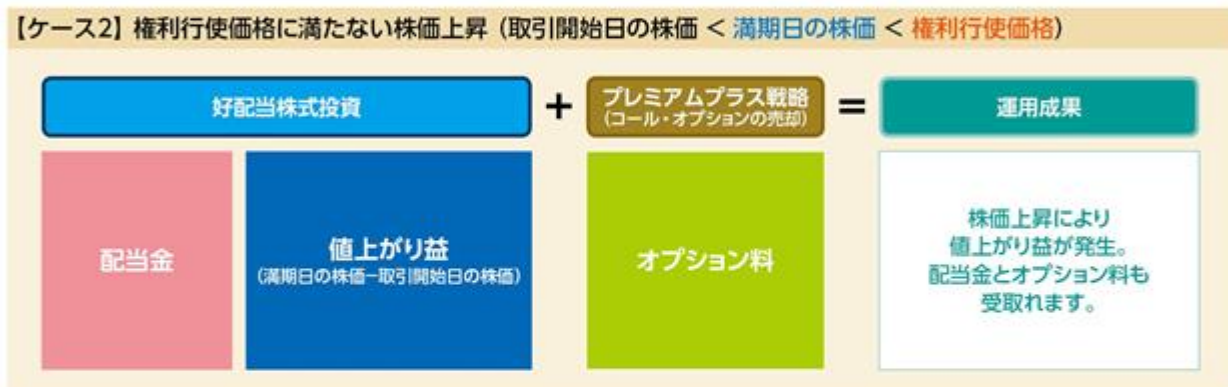 【ケース2】権利行使価格に満たない株価上昇（取引開始日の株価 < 満期日の株価 < 権利行使価格）
好配当株式投資
+
プレミアムプラス戦略
（コール・オプションの売却）
=
運用成果
配当金
値上がり益
（満期日の株価−取引開始日の株価）
オプション料
株価上昇により
値上がり益が発生。
配当金とオプション料も
受取れます。